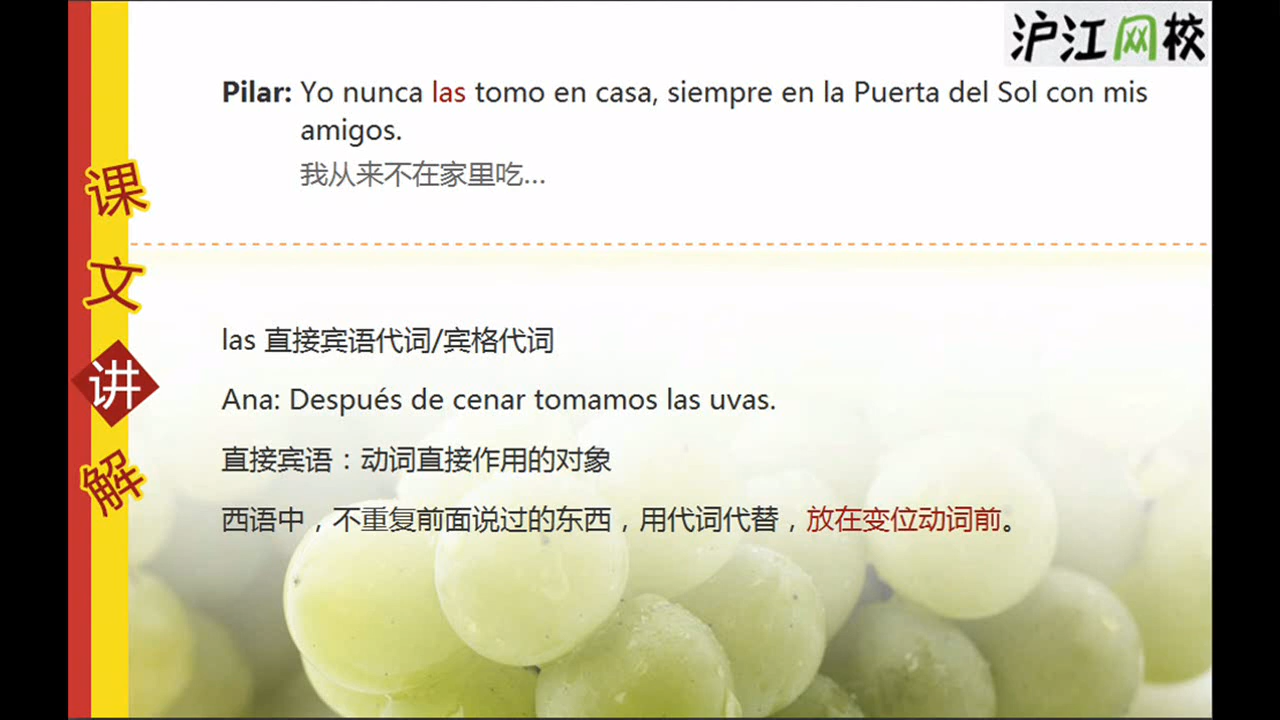 沪江网校
Pilar: Yo nunca las tomo en casa, siempre en la Puerta del Sol con mis
amigos.
我从来不在家里吃...
课
文
讲
解
las 直接宾语代词/宾格代词
Ana: Después de cenar tomamos las uvas.
直接宾语：动词直接作用的对象
西语中，不重复前面说过的东西，用代词代替，放在变位动词前。